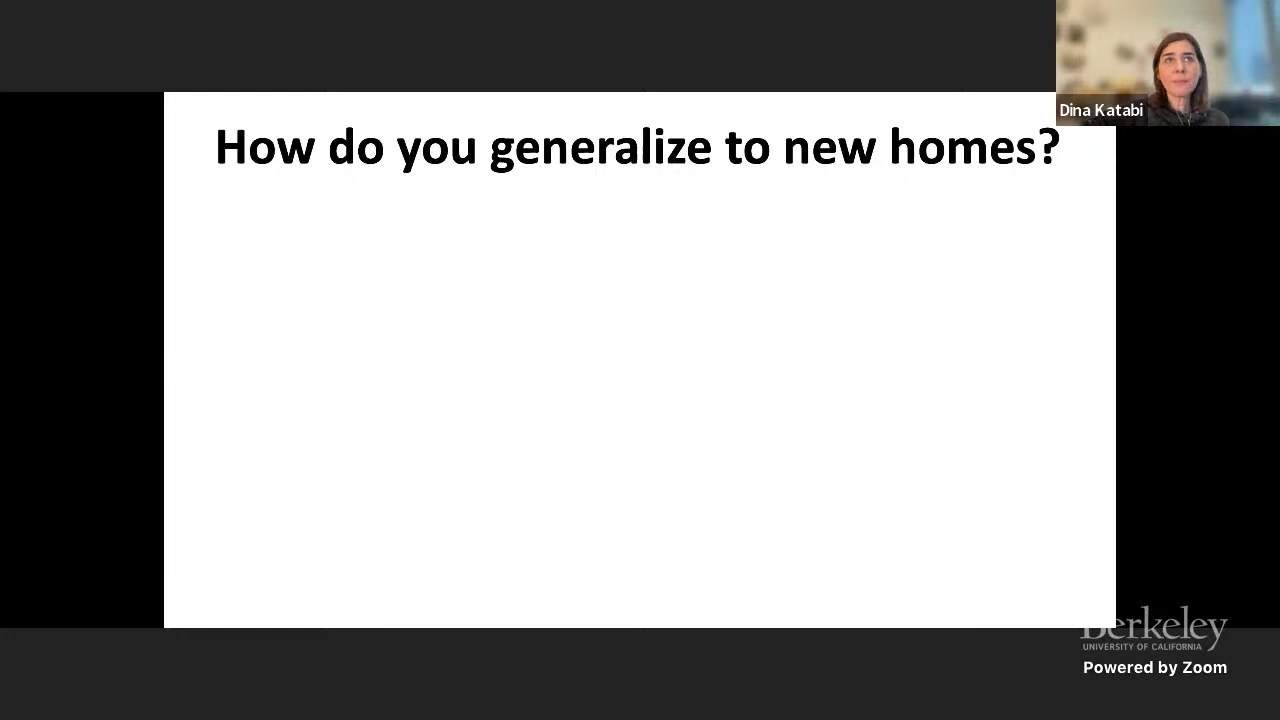 Dina Katabi
How do you generalize to new homes?
Berkeley
UNIVERSITY OF CALIFORNIA
Powered by Zoom